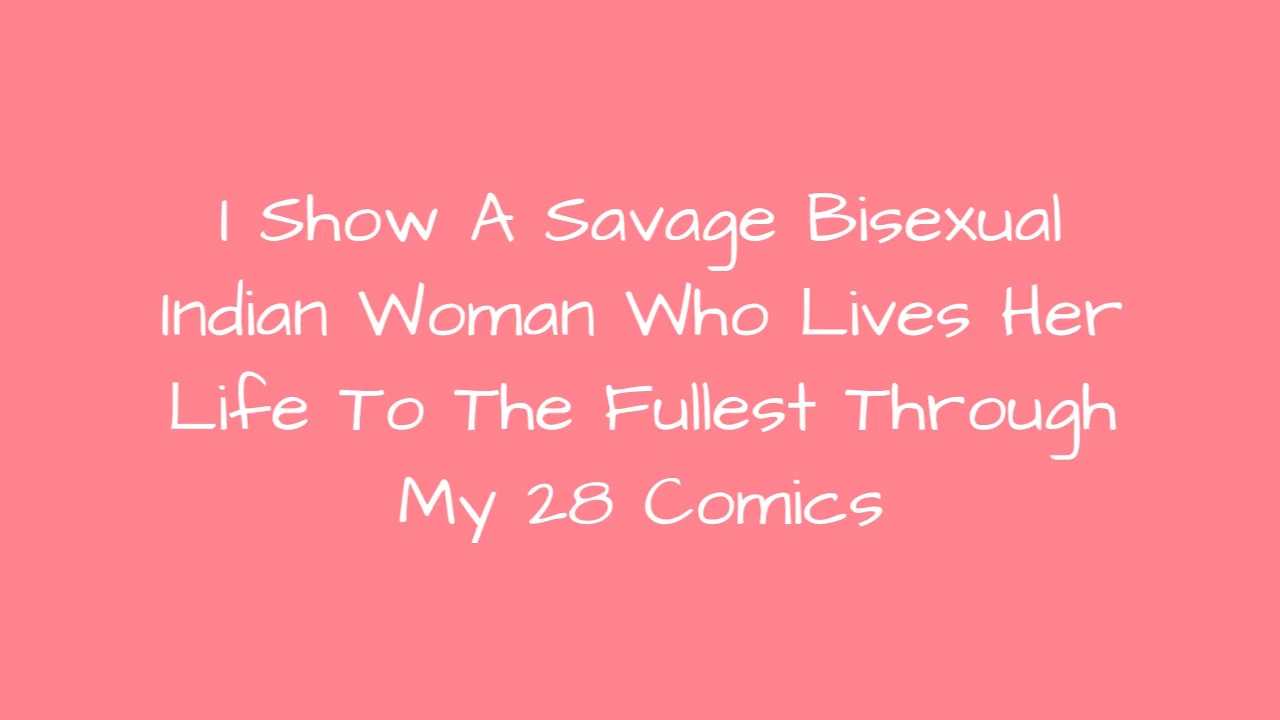 I Show A Savage Bisexual
Indian Woman Who Lives Her
Life To The Fullest Through
My 28 Comics